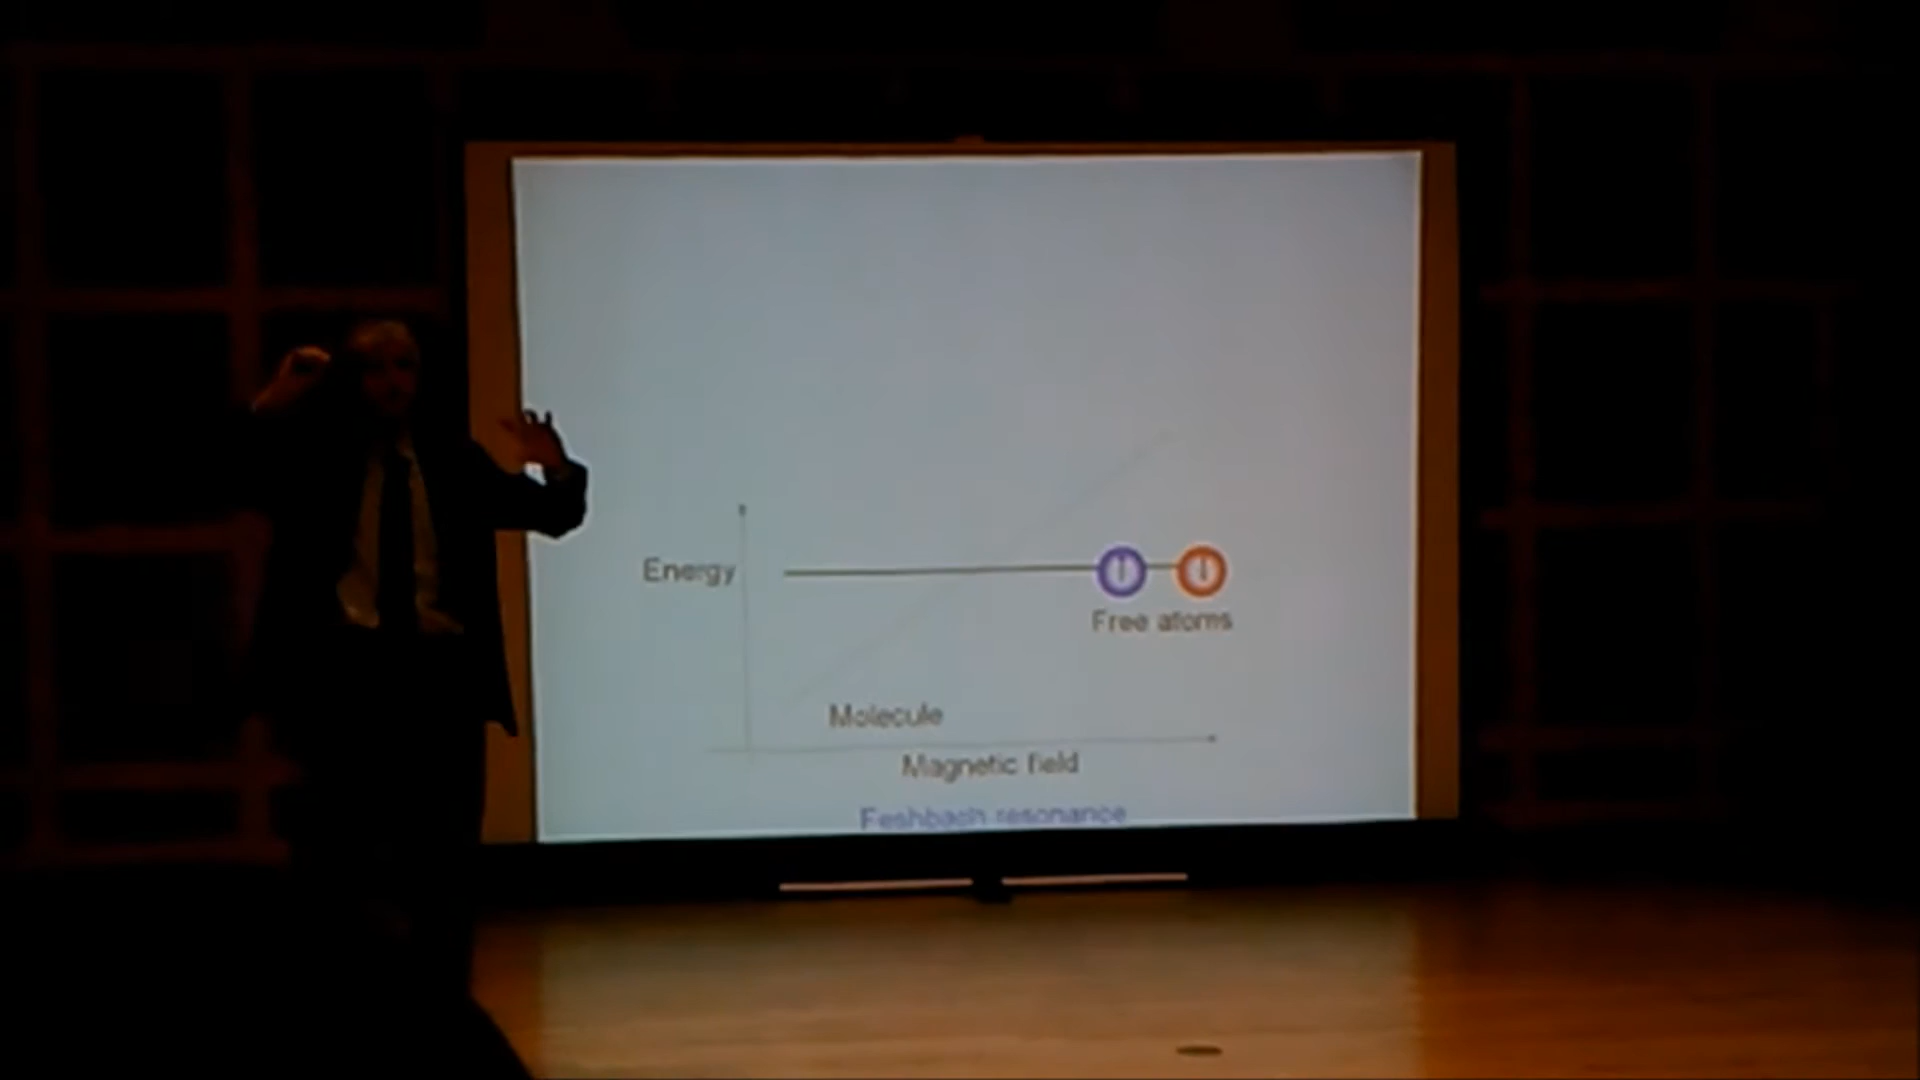 Energy
Free atoms
Molecule
Magnetic field
Feshbach resonance